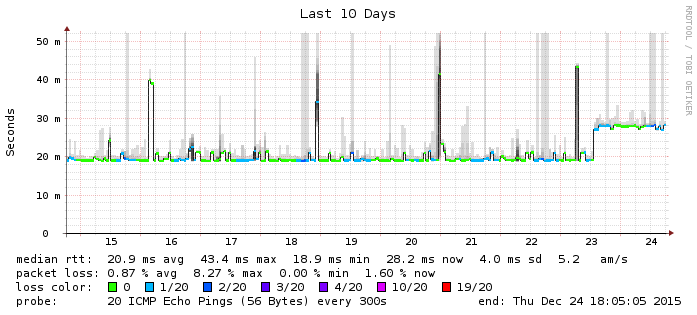 Last 10 Days
RRDTOOL / TOBI OETIKER
Seconds
50 m
40 m
30 m
20 m
10 m
0
15 16 17 18 19 20 21 22 23 24
median rtt: 20.9 ms avg 43.4 ms max 18.9 ms min 28.2 ms now 4.0 ms sd 5.2 am/s
packet loss: 0.87 % avg 8.27 % max 0.00 % min 1.60 % now
loss color: 0 1/20 2/20 3/20 4/20 10/20 19/20
probe: 20 ICMP Echo Pings (56 Bytes) every 300s end: Thu Dec 24 18:05:05 2015